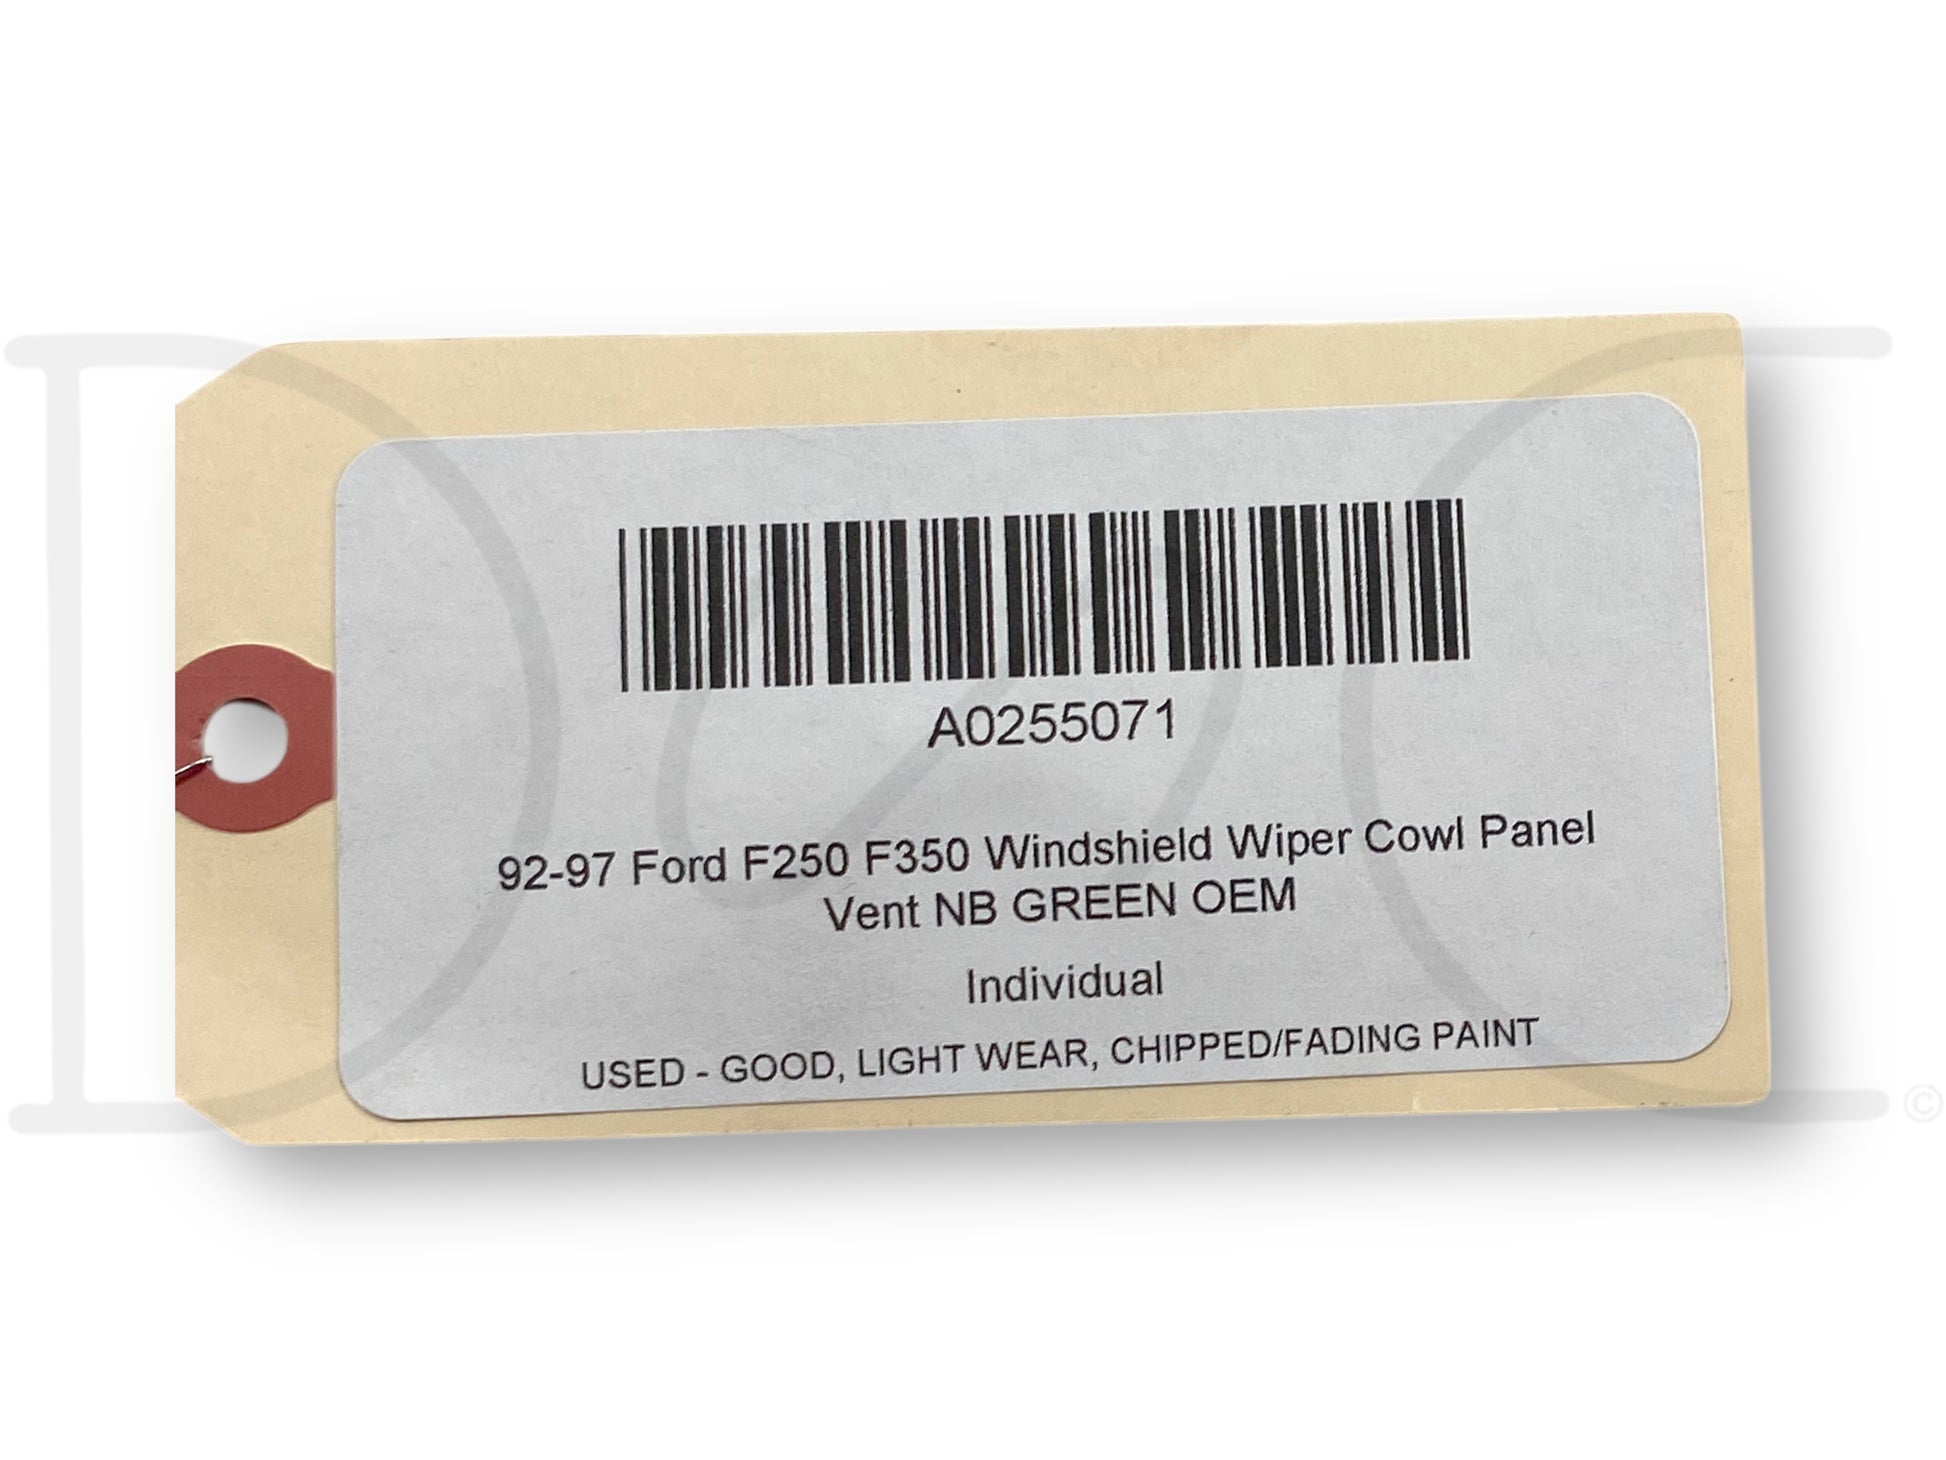 A0255071
92-97 Ford F250 F350 Windshield Wiper Cowl Panel
Vent NB GREEN OEM
Individual
USED - GOOD, LIGHT WEAR, CHIPPED/FADING PAINT
©